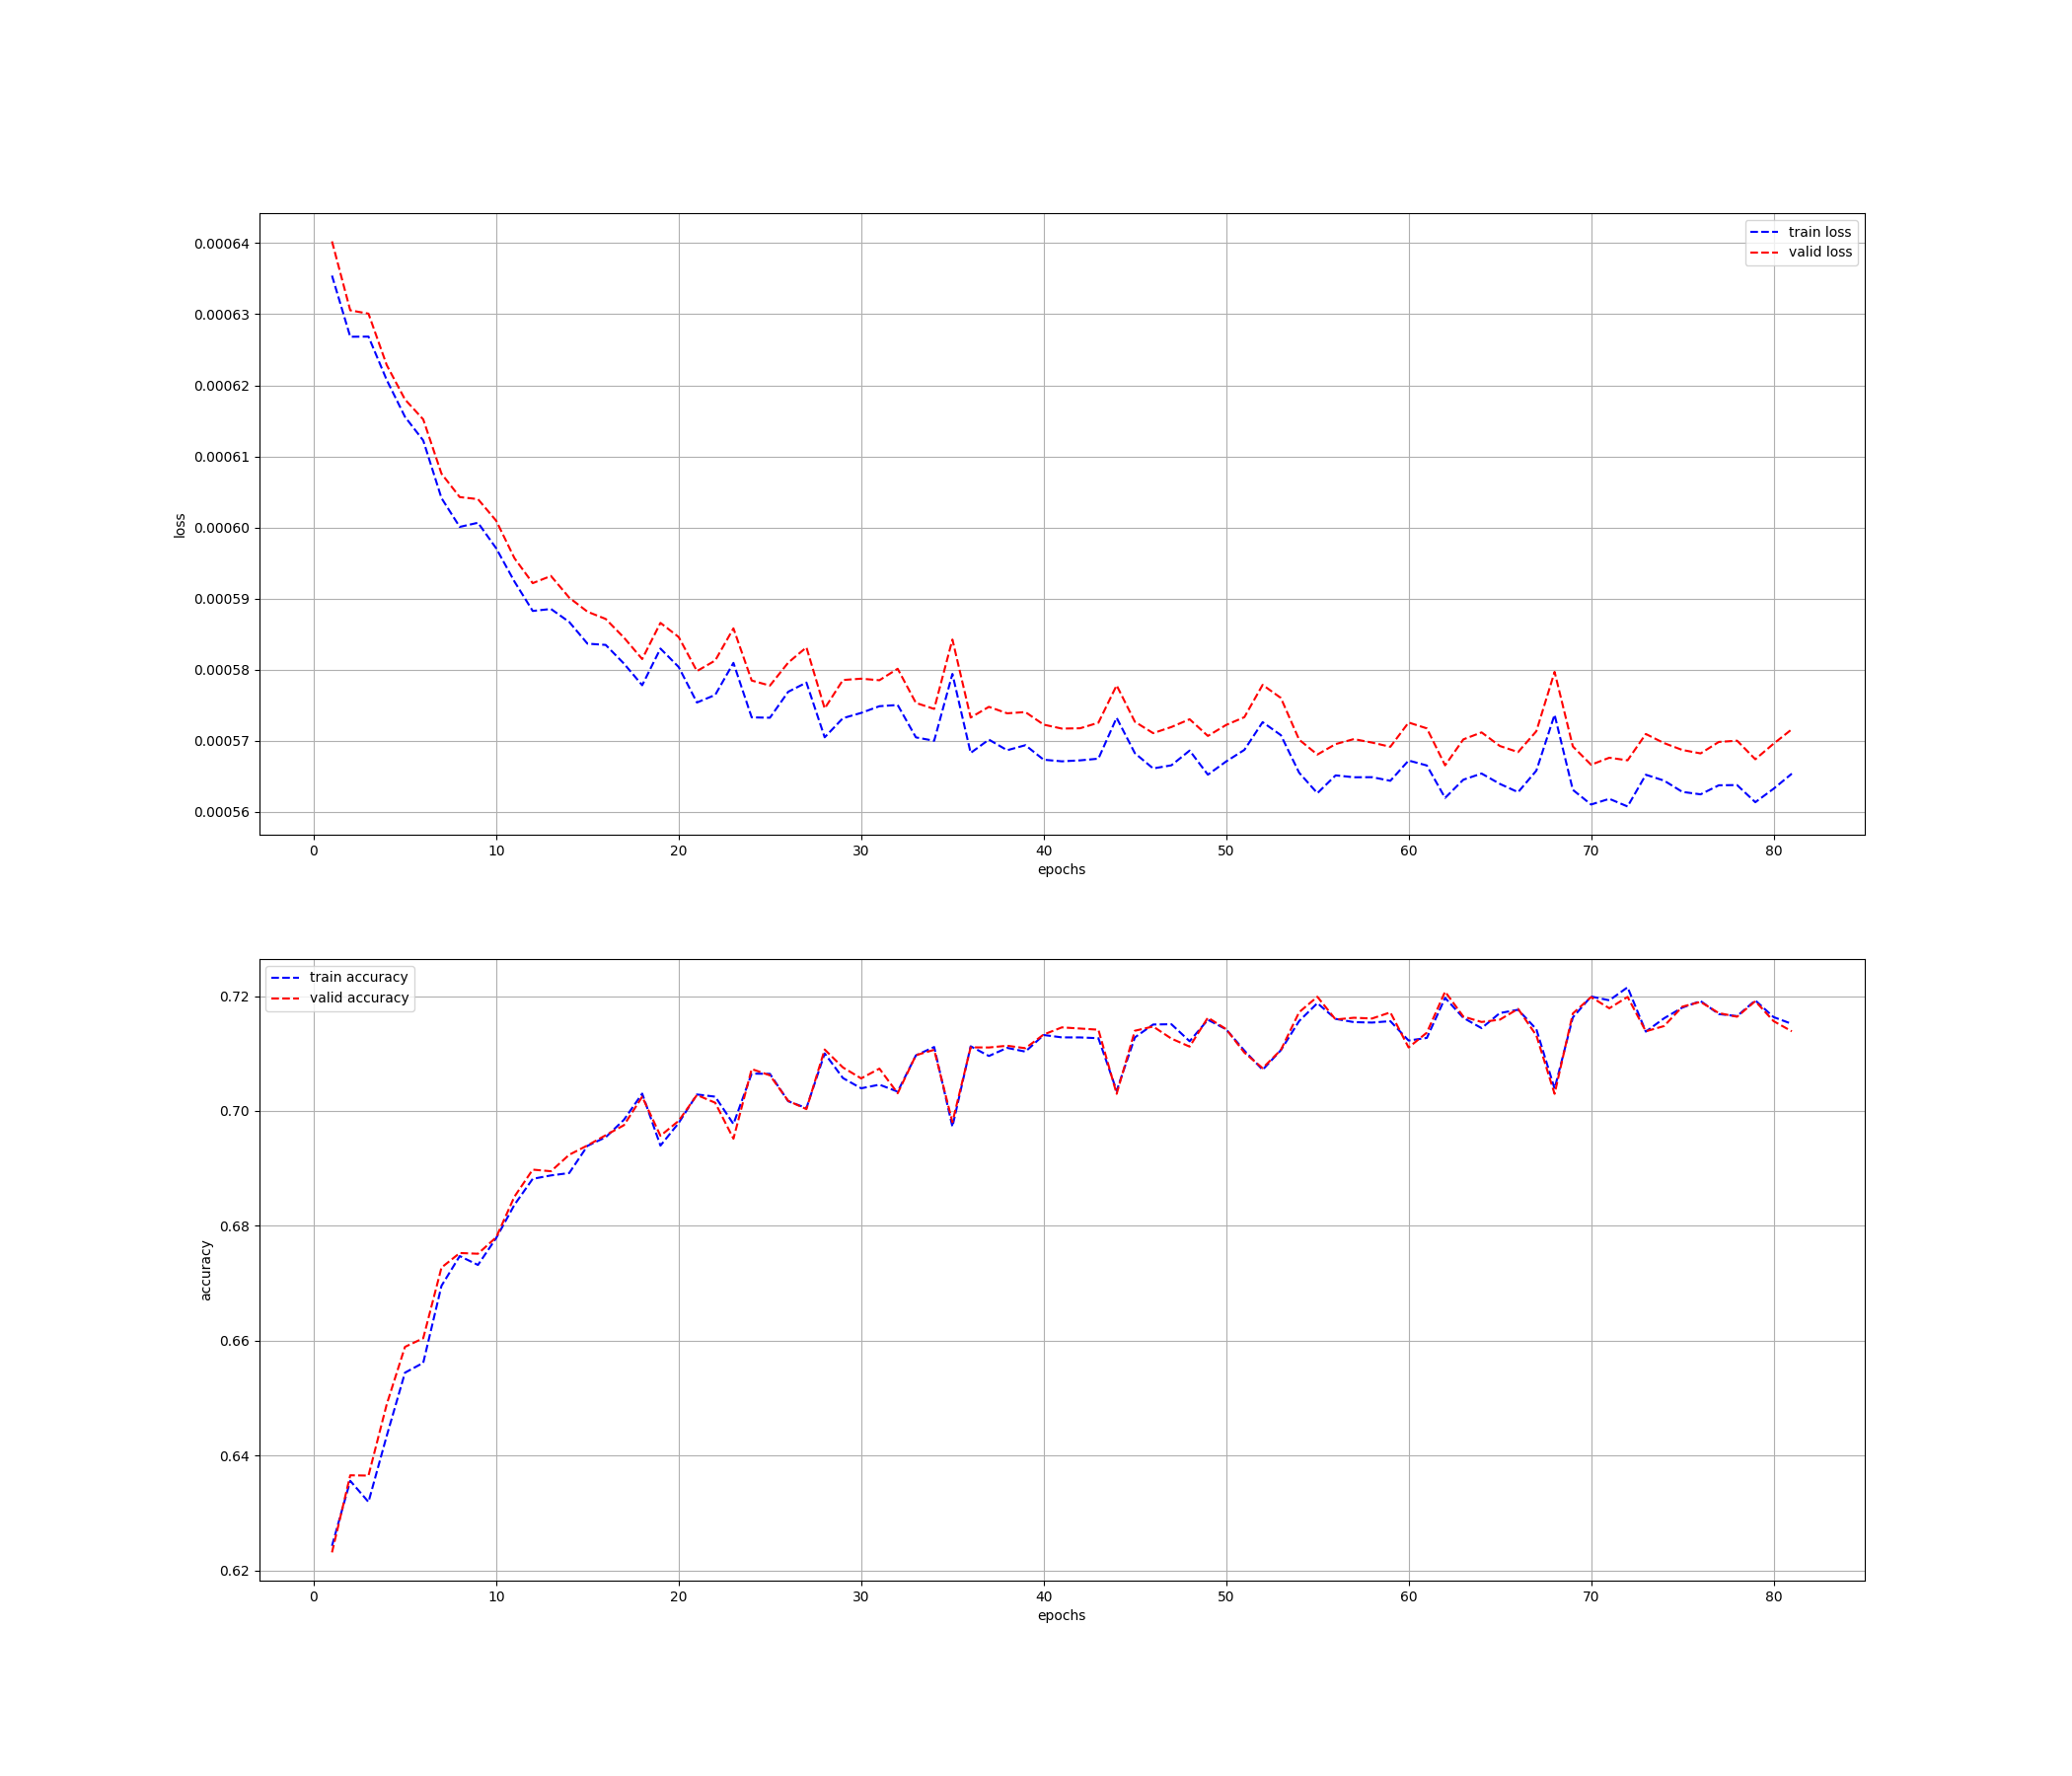 train loss
valid loss
0.00064
0.00063
0.00062
0.00061
0.00060
0.00059
0.00058
0.00057
0.00056
loss
0 10 20 30 40 50 60 70 80
epochs
train accuracy
valid accuracy
0.72
0.70
0.68
0.66
0.64
0.62
accuracy
0 10 20 30 40 50 60 70 80
epochs